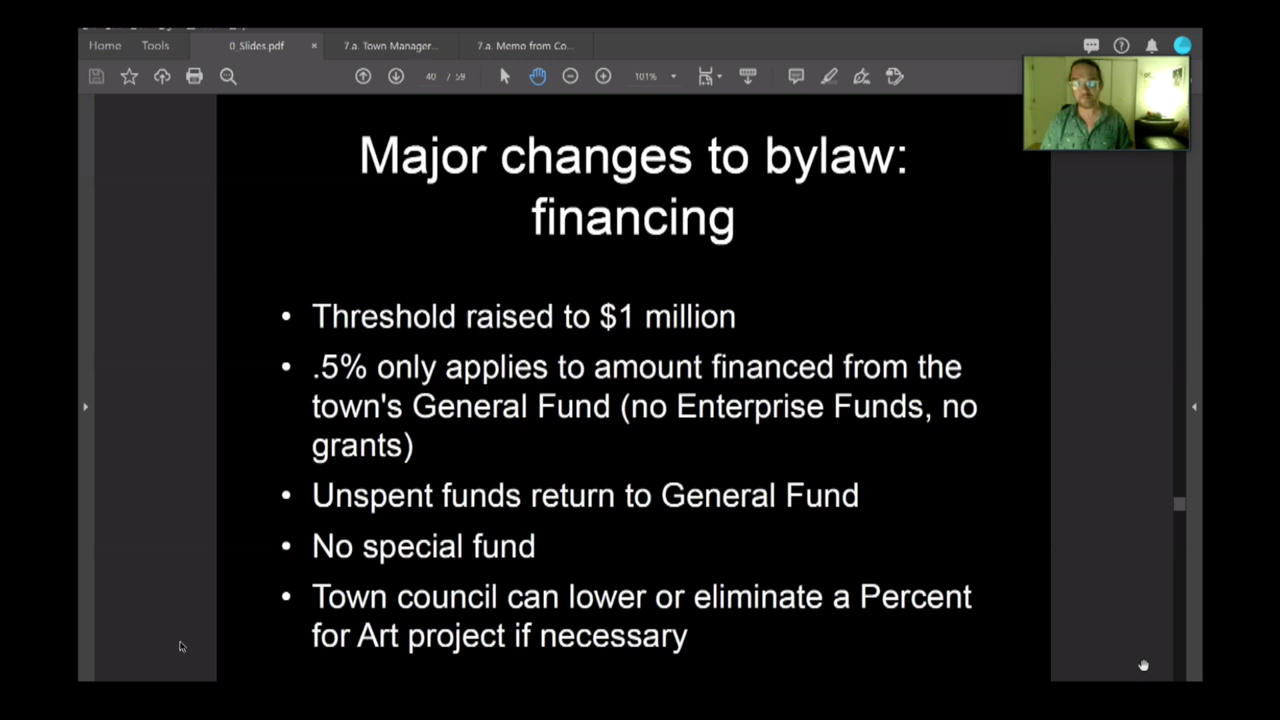 Home Tools 0_Slides.pdf × 7.a. Town Manager... 7.a. Memo from Co...
40 / 59 101%
Major changes to bylaw:
financing
• Threshold raised to $1 million
• .5% only applies to amount financed from the
town's General Fund (no Enterprise Funds, no
grants)
• Unspent funds return to General Fund
• No special fund
• Town council can lower or eliminate a Percent
for Art project if necessary